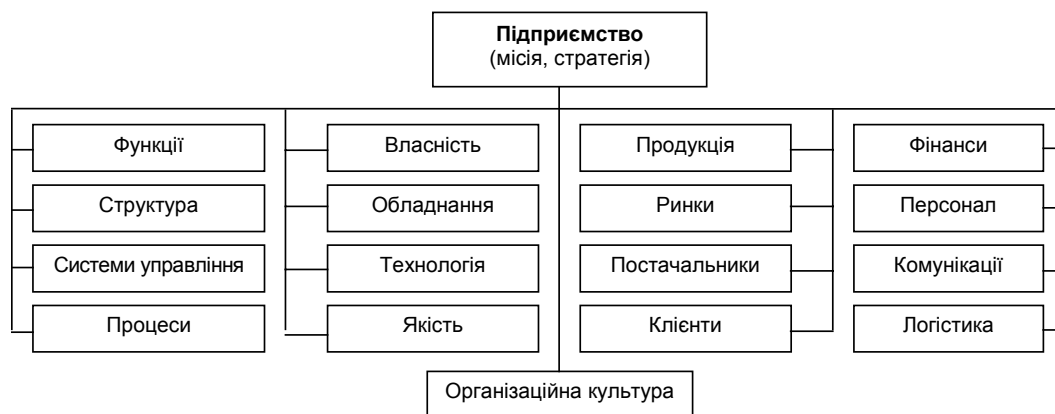 Підприємство
(місія, стратегія)
Функції
Власність
Продукція
Фінанси
Структура
Обладнання
Ринки
Персонал
Системи управління
Технологія
Постачальники
Комунікації
Процеси
Якість
Клієнти
Логістика
Організаційна культура